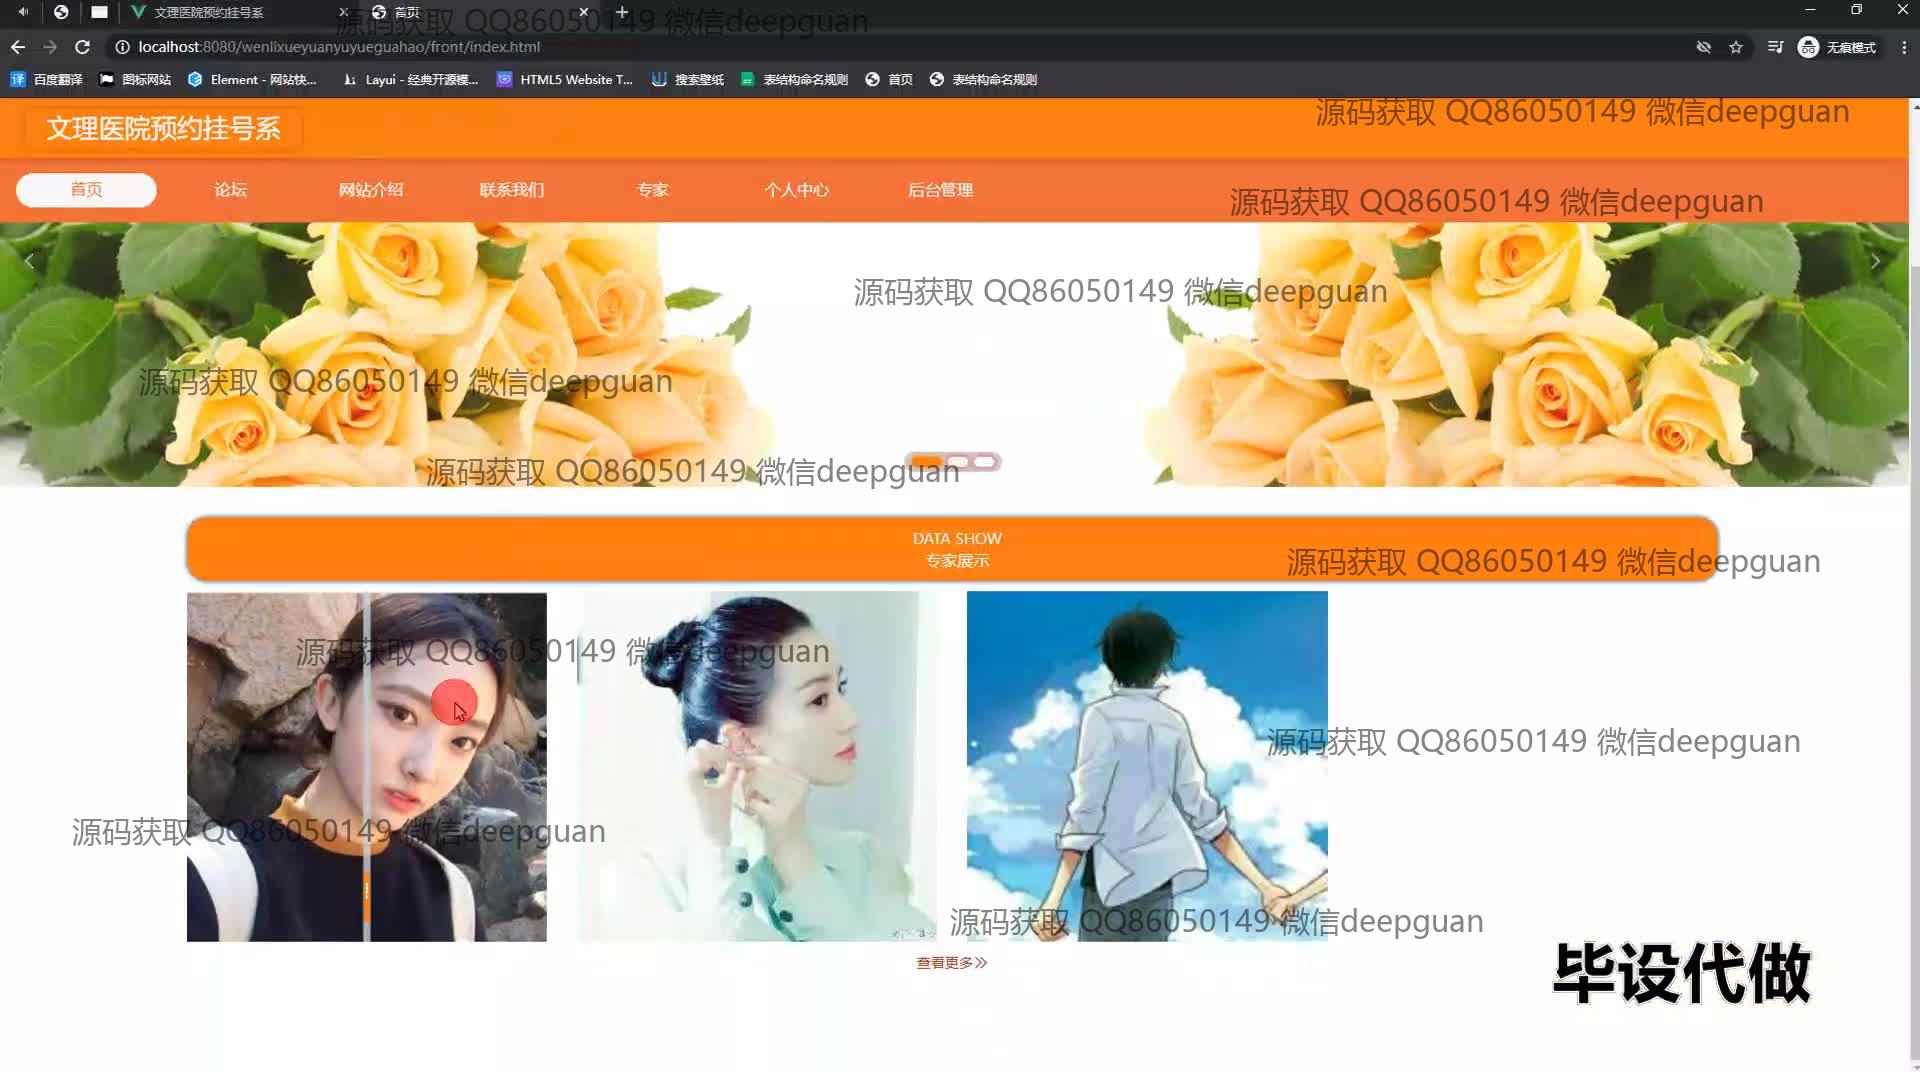 文理医院预约挂号系
首页
源码获取 QQ86050149 微信deepguan
localhost:8080/wenlixueyuanyuyueguahao/front/index.html
无痕模式
百度翻译
图标网站
Element - 网站快...
Layui - 经典开源模...
HTML5 Website T...
搜索壁纸
表结构命名规则
首页
表结构命名规则
源码获取 QQ86050149 微信deepguan
文理医院预约挂号系
首页
论坛
网站介绍
联系我们
专家
个人中心
后台管理
源码获取 QQ86050149 微信deepguan
源码获取 QQ86050149 微信deepguan
源码获取 QQ86050149 微信deepguan
源码获取 QQ86050149 微信deepguan
DATA SHOW
专家展示
源码获取 QQ86050149 微信deepguan
源码获取 QQ86050149 微信deepguan
源码获取 QQ86050149 微信deepguan
源码获取 QQ86050149 微信deepguan
源码获取 QQ86050149 微信deepguan
查看更多
毕设代做